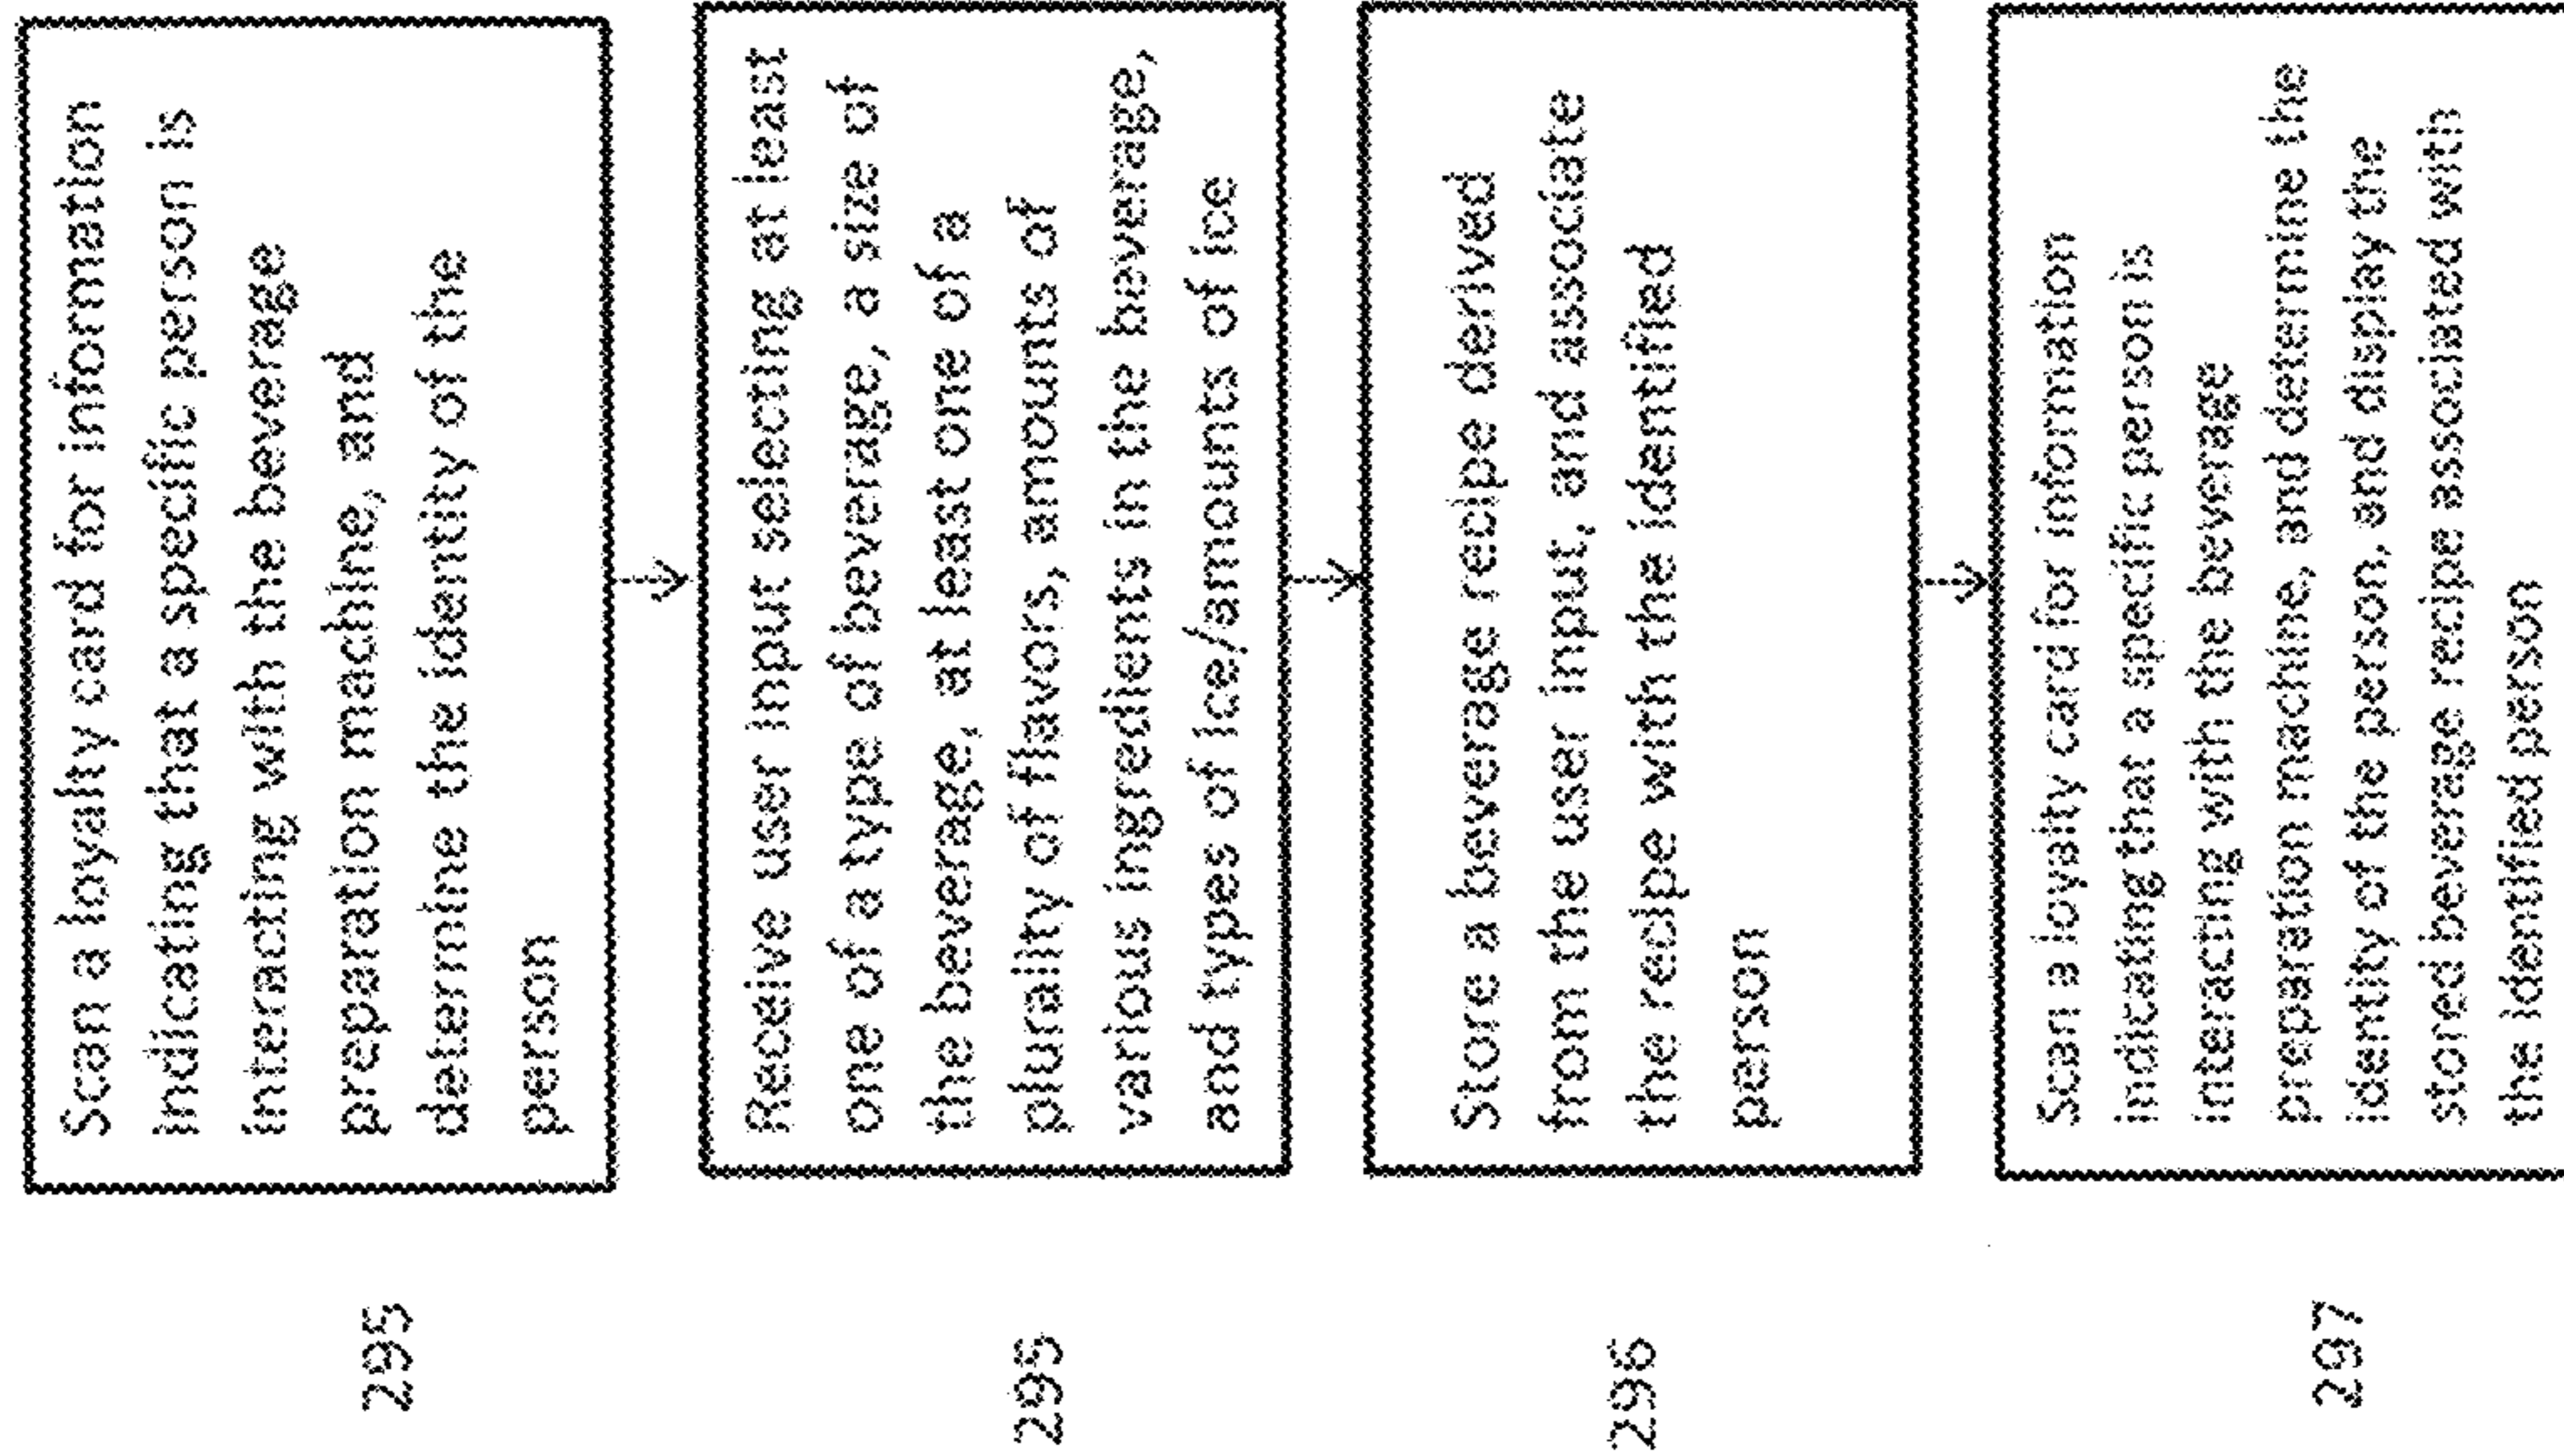 295
Scan a loyalty card for information
indicating that a specific person is
interacting with the beverage
preparation machine, and
determine the identity of the
person
295
Receive user input selecting at least
one of a type of beverage, a size of
the beverage, at least one of a
plurality of flavors, amounts of
various ingredients in the beverage,
and types of ice/amounts of ice
296
Store a beverage recipe derived
from the user input, and associate
the recipe with the identified
person
297
Scan a loyalty card for information
indicating that a specific person is
interacting with the beverage
preparation machine, and determine the
identity of the person, and display the
stored beverage recipe associated with
the identified person